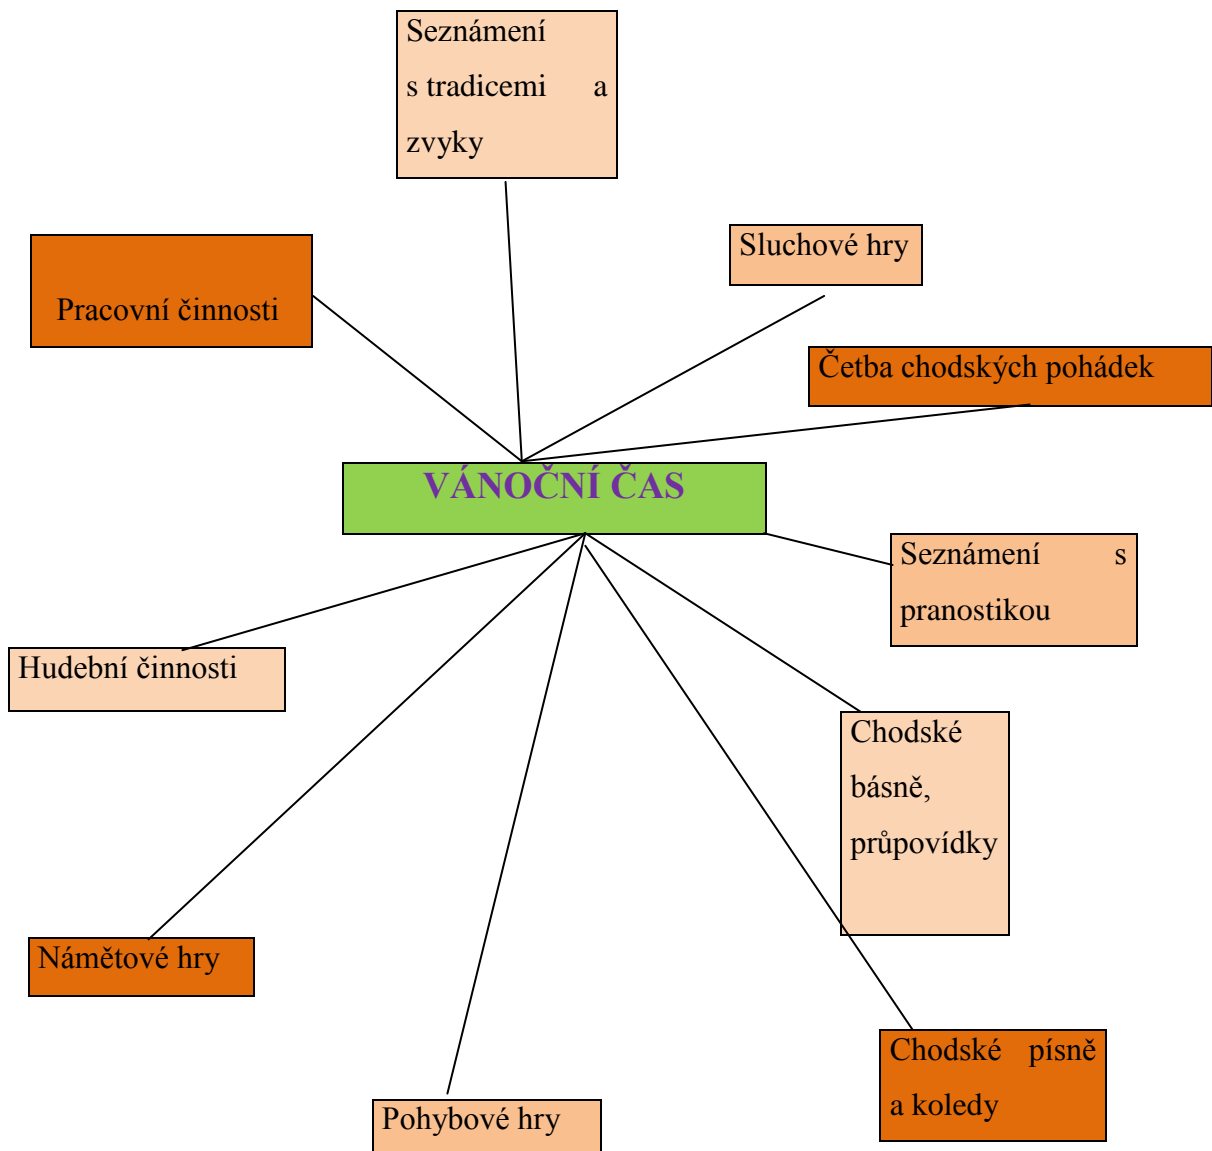 Seznámení
s tradicemi a
zvyky
Sluchové hry
Pracovní činnosti
Četba chodských pohádek
VÁNOČNÍ ČAS
Seznámení s
pranostikou
Hudební činnosti
Chodské
básně,
průpovídky
Námětové hry
Chodské písně
a koledy
Pohybové hry